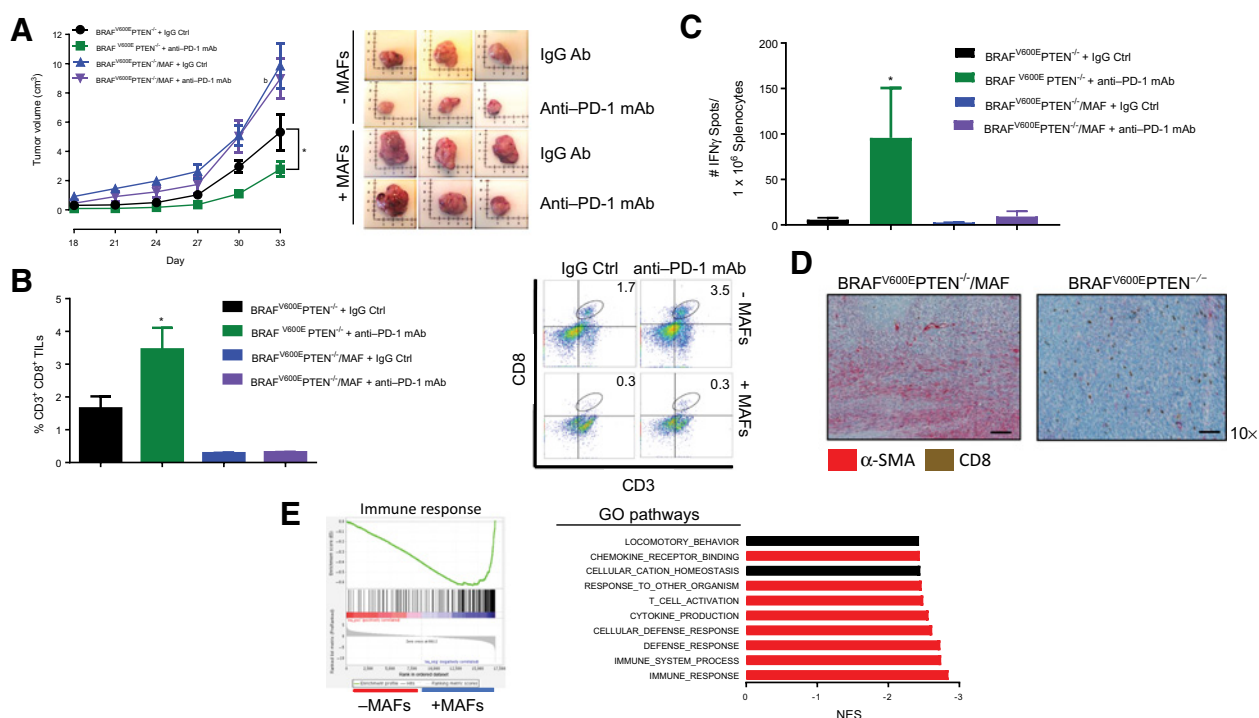 A
BRAFV600EPTEN-/- + IgG Ctrl
BRAF V600E PTEN-/- + anti–PD-1 mAb
BRAFV600EPTEN-/-/MAF + IgG Ctrl
BRAFV600EPTEN-/-/MAF + anti–PD-1 mAb
Tumor volume (cm3)
12
10
8
6
4
2
0
18 21 24 27 30 33
Day
b
*
- MAFs
+ MAFs
IgG Ab
Anti–PD-1 mAb
IgG Ab
Anti–PD-1 mAb
B
% CD3+ CD8+ TILs
5
4
3
2
1
0
*
BRAFV600EPTEN-/- + IgG Ctrl
BRAF V600E PTEN-/- + anti–PD-1 mAb
BRAFV600EPTEN-/-/MAF + IgG Ctrl
BRAFV600EPTEN-/-/MAF + anti–PD-1 mAb
IgG Ctrl anti–PD-1 mAb
1.7 3.5
0.3 0.3
- MAFs
+ MAFs
CD8
CD3
C
# IFNγ Spots/
1 x 106 Splenocytes
200
150
100
50
0
*
BRAFV600EPTEN-/- + IgG Ctrl
BRAF V600E PTEN-/- + anti–PD-1 mAb
BRAFV600EPTEN-/-/MAF + IgG Ctrl
BRAFV600EPTEN-/-/MAF + anti–PD-1 mAb
D
BRAFV600EPTEN-/-/MAF BRAFV600EPTEN−/−
10×
α-SMA CD8
E
Immune response
Rank in ordered dataset
–MAFs +MAFs
GO pathways
LOCOMOTORY_BEHAVIOR
CHEMOKINE_RECEPTOR_BINDING
CELLULAR_CATION_HOMEOSTASIS
RESPONSE_TO_OTHER_ORGANISM
T_CELL_ACTIVATION
CYTOKINE_PRODUCTION
CELLULAR_DEFENSE_RESPONSE
DEFENSE_RESPONSE
IMMUNE_SYSTEM_PROCESS
IMMUNE_RESPONSE
0 -1 -2 -3
NES